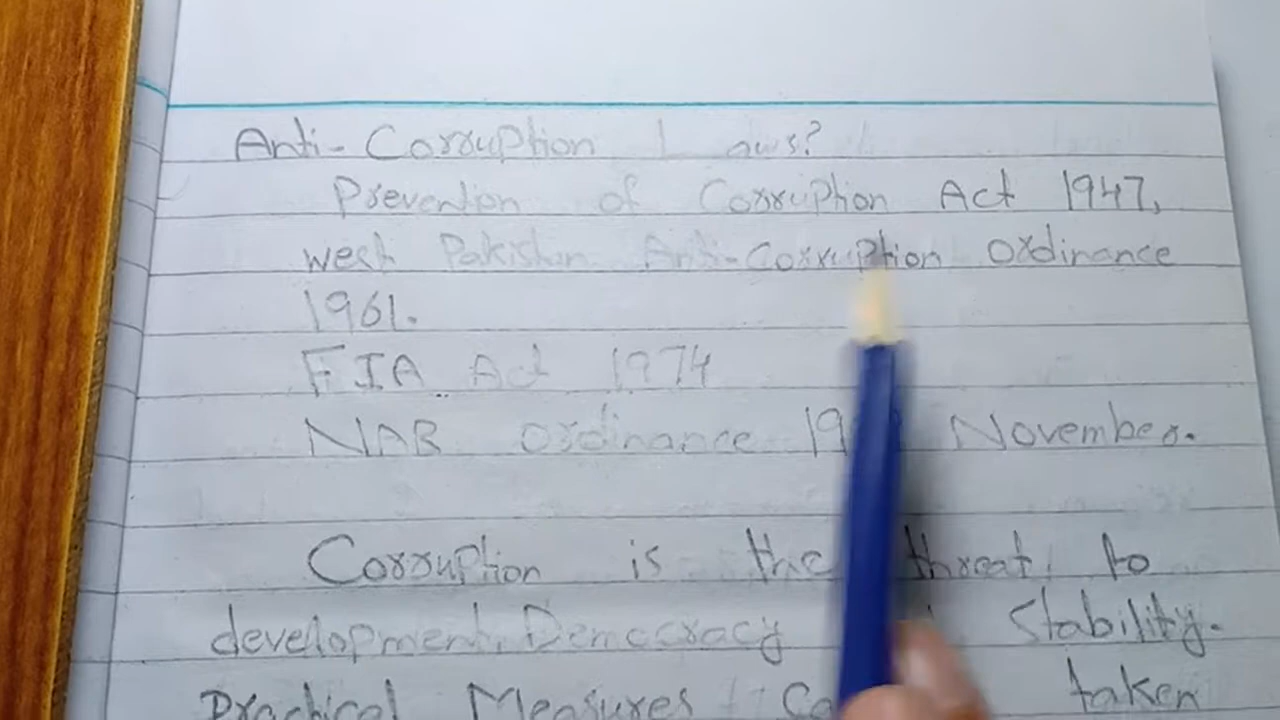 Anti-Corruption Laws?
Prevention of Corruption Act 1947,
west Pakistan Anti-Corruption Ordinance
1961.
FIA Act 1974
NAB Ordinance 19 November.
Corruption is the threat to
development, Democracy Stability.
Practical Measures taken